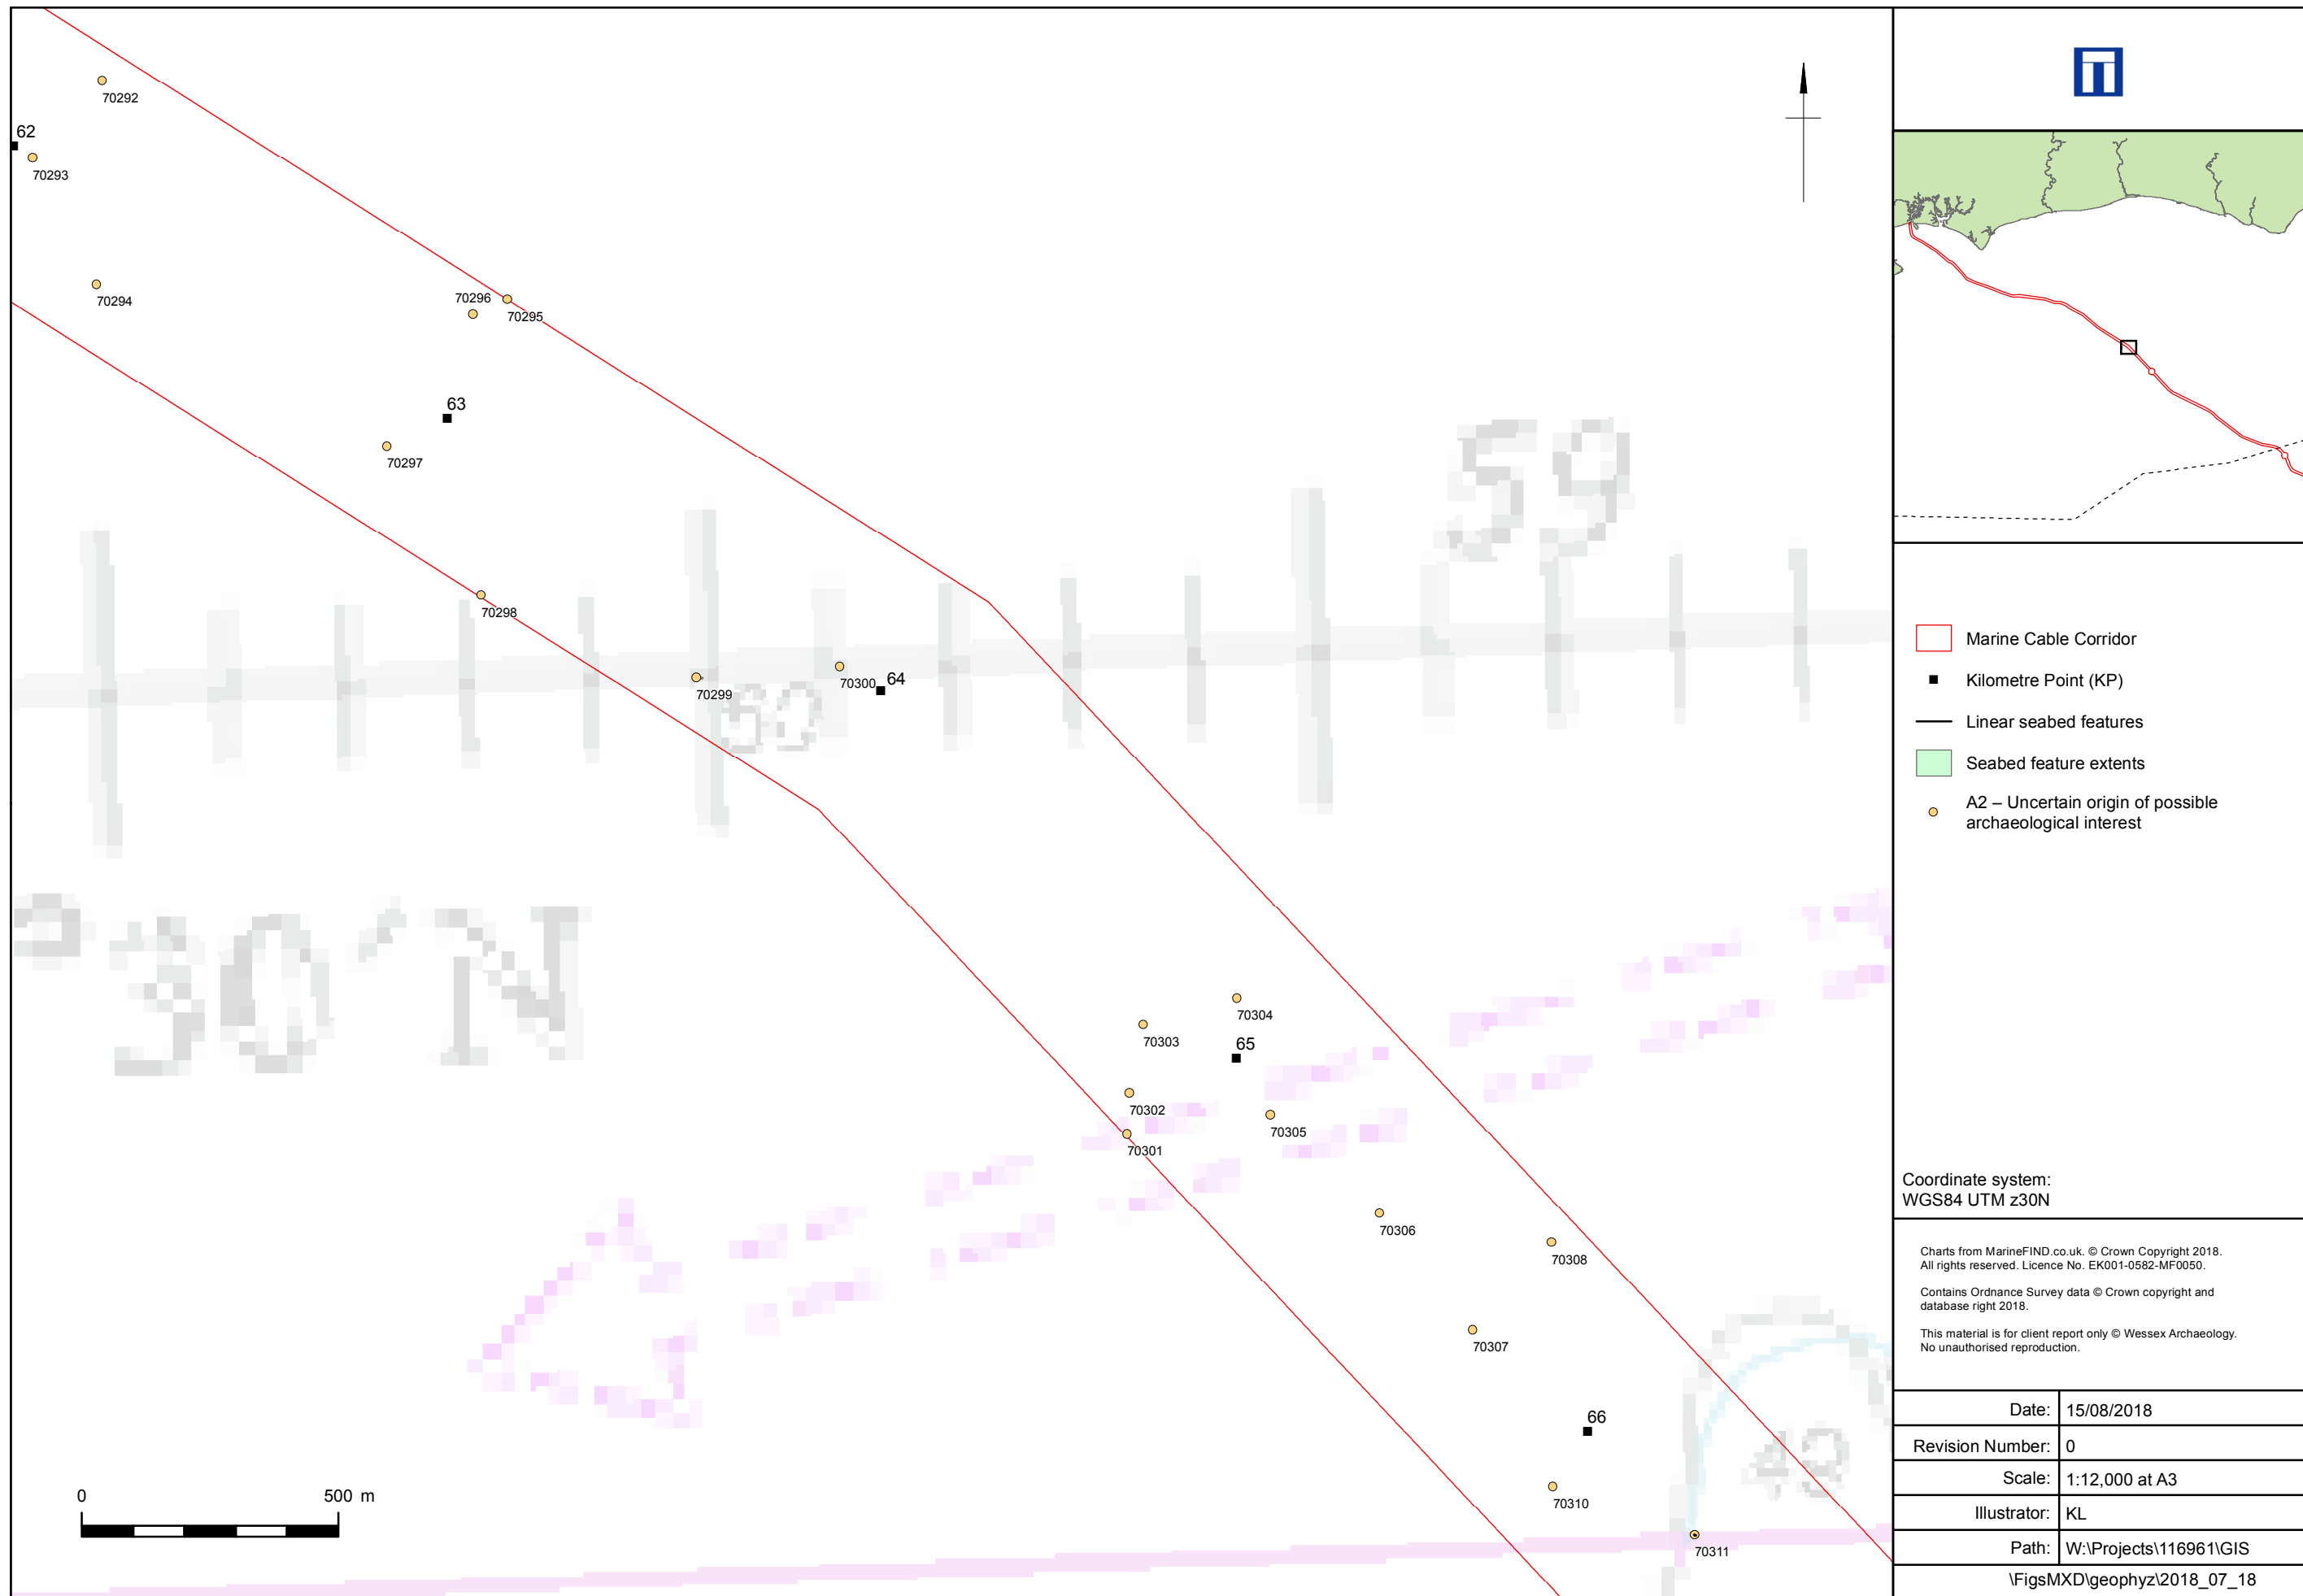 70292
62
70293
70294
70296
70295
63
70297
59
70298
70299
70300
64
50
°30'N
70304
70303
65
70302
70305
70301
70306
70308
70307
66
49
70310
70311
0 500 m
Marine Cable Corridor
Kilometre Point (KP)
Linear seabed features
Seabed feature extents
A2 – Uncertain origin of possible
archaeological interest
Coordinate system:
WGS84 UTM z30N
Charts from MarineFIND.co.uk. © Crown Copyright 2018.
All rights reserved. Licence No. EK001-0582-MF0050.
Contains Ordnance Survey data © Crown copyright and
database right 2018.
This material is for client report only © Wessex Archaeology.
No unauthorised reproduction.
Date: 15/08/2018
Revision Number: 0
Scale: 1:12,000 at A3
Illustrator: KL
Path: W:\Projects\116961\GIS
\FigsMXD\geophyz\2018_07_18